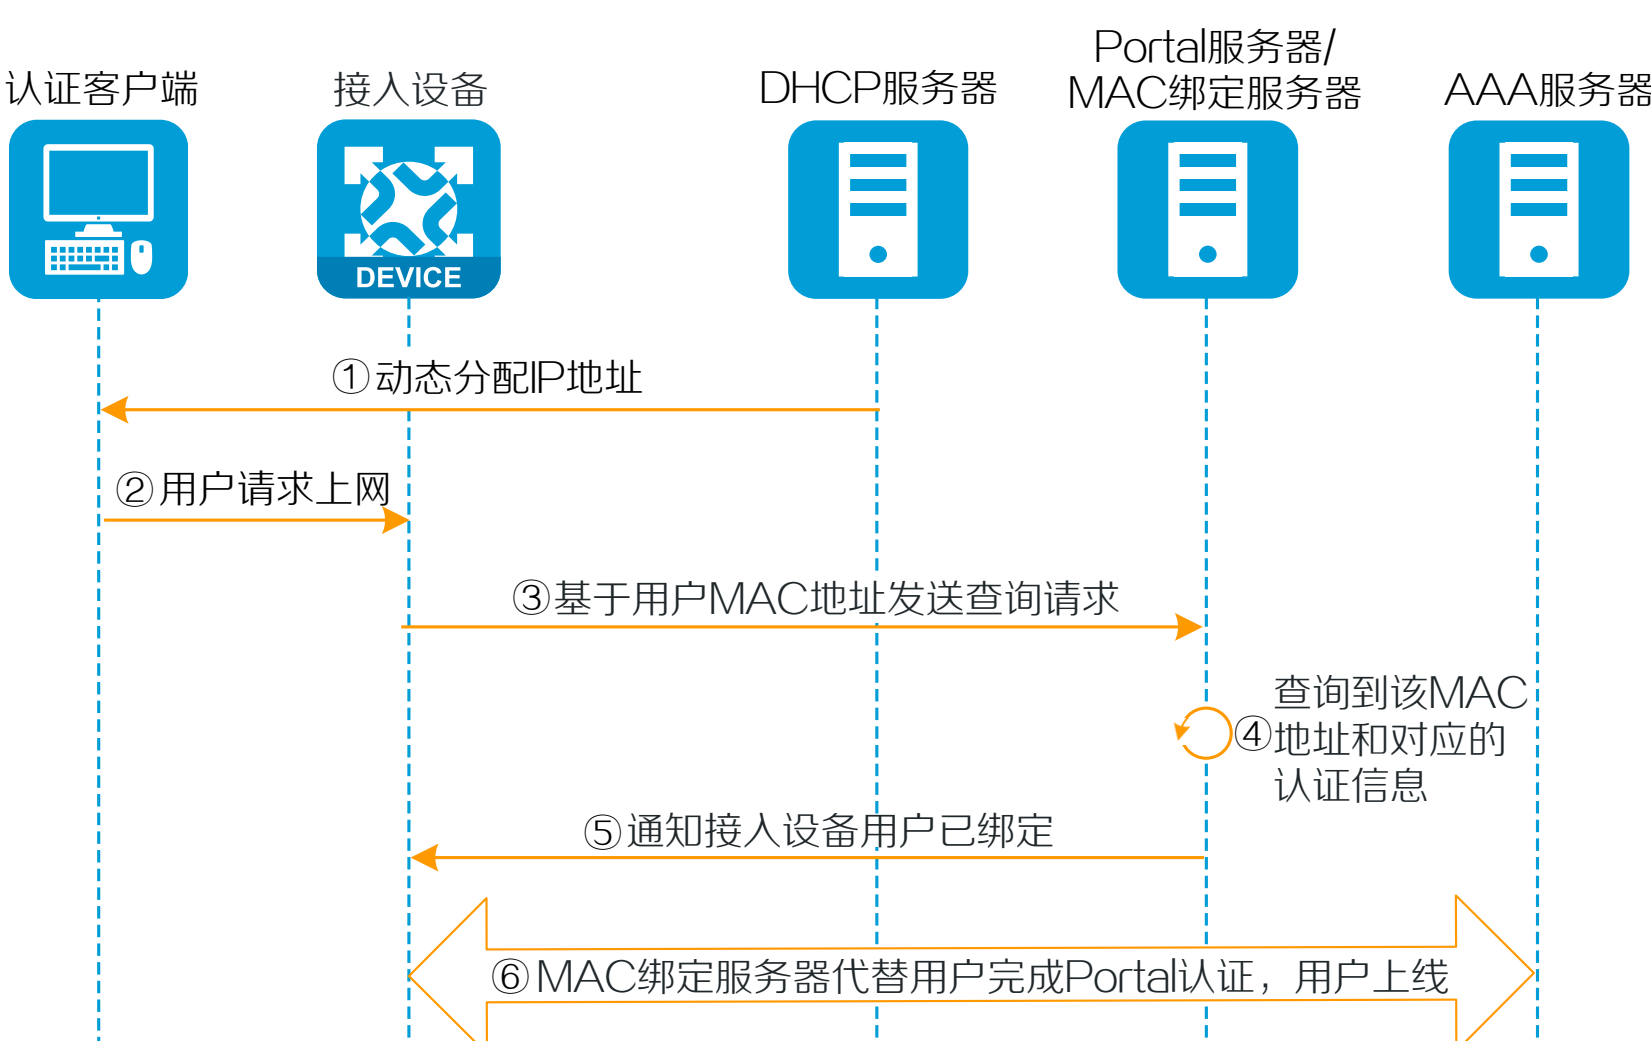 认证客户端
接入设备
DHCP服务器
Portal服务器/
MAC绑定服务器
AAA服务器
DEVICE
①动态分配IP地址
②用户请求上网
③基于用户MAC地址发送查询请求
④查询到该MAC
地址和对应的
认证信息
⑤通知接入设备用户已绑定
⑥MAC绑定服务器代替用户完成Portal认证，用户上线